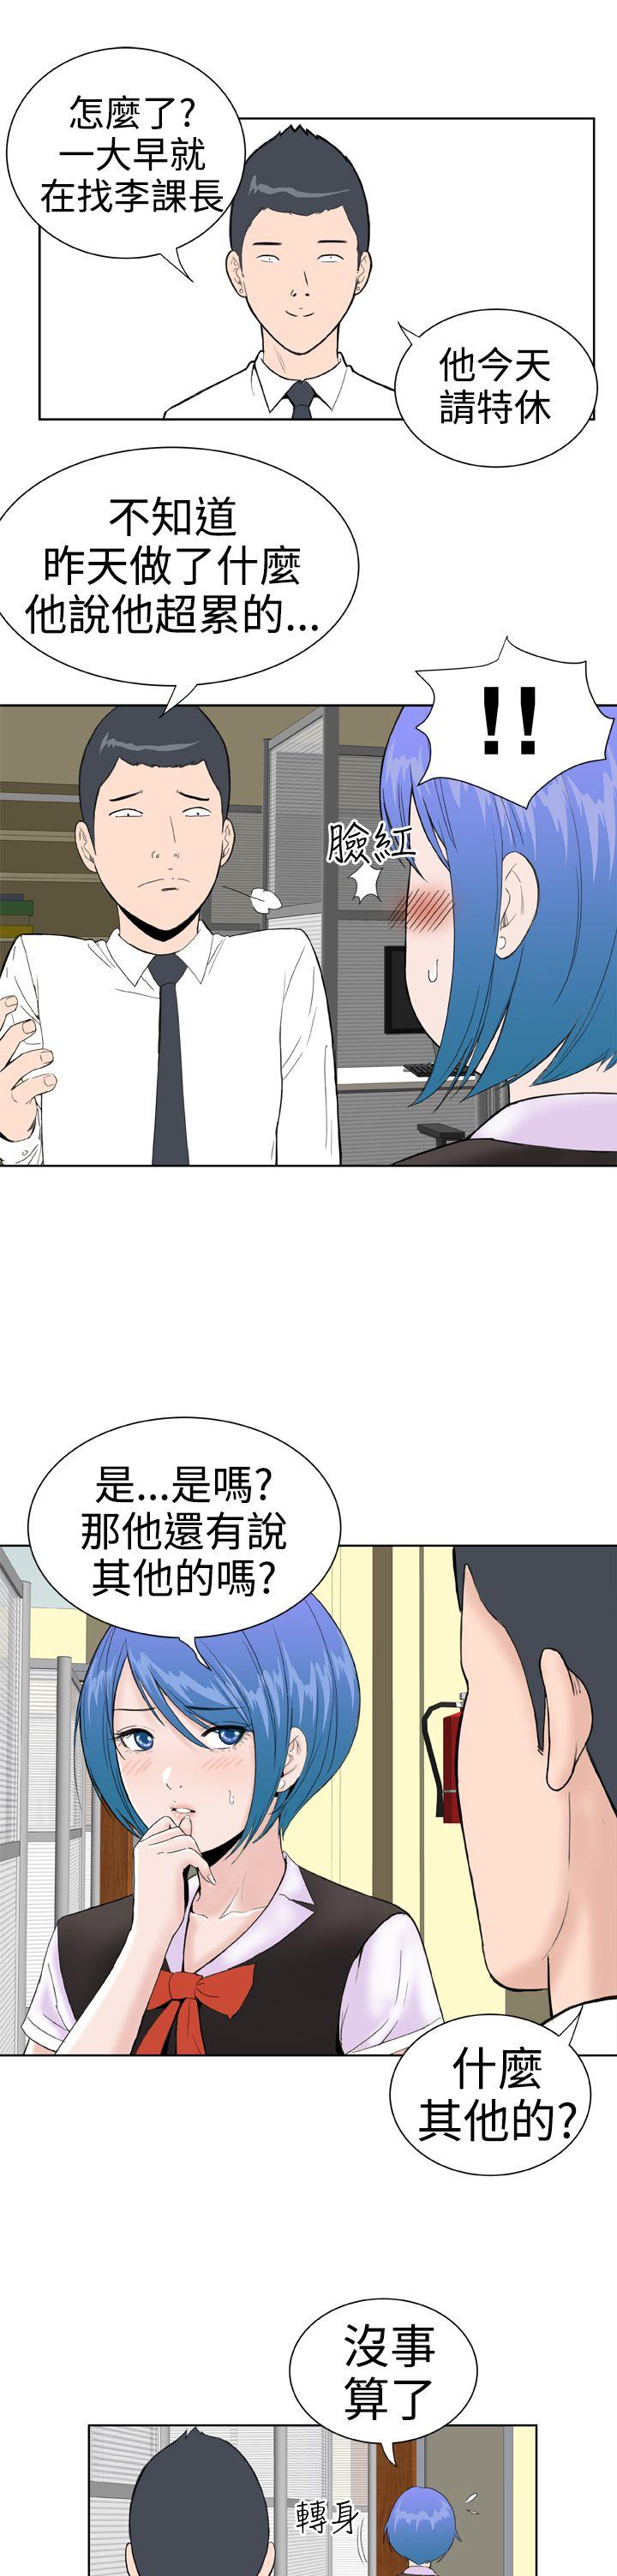 怎麼了?
一大早就
在找李課長
他今天
請特休
不知道
昨天做了什麼
他說他超累的...
!!
臉紅
是...是嗎?
那他還有說
其他的嗎?
什麼
其他的?
沒事
算了
轉身